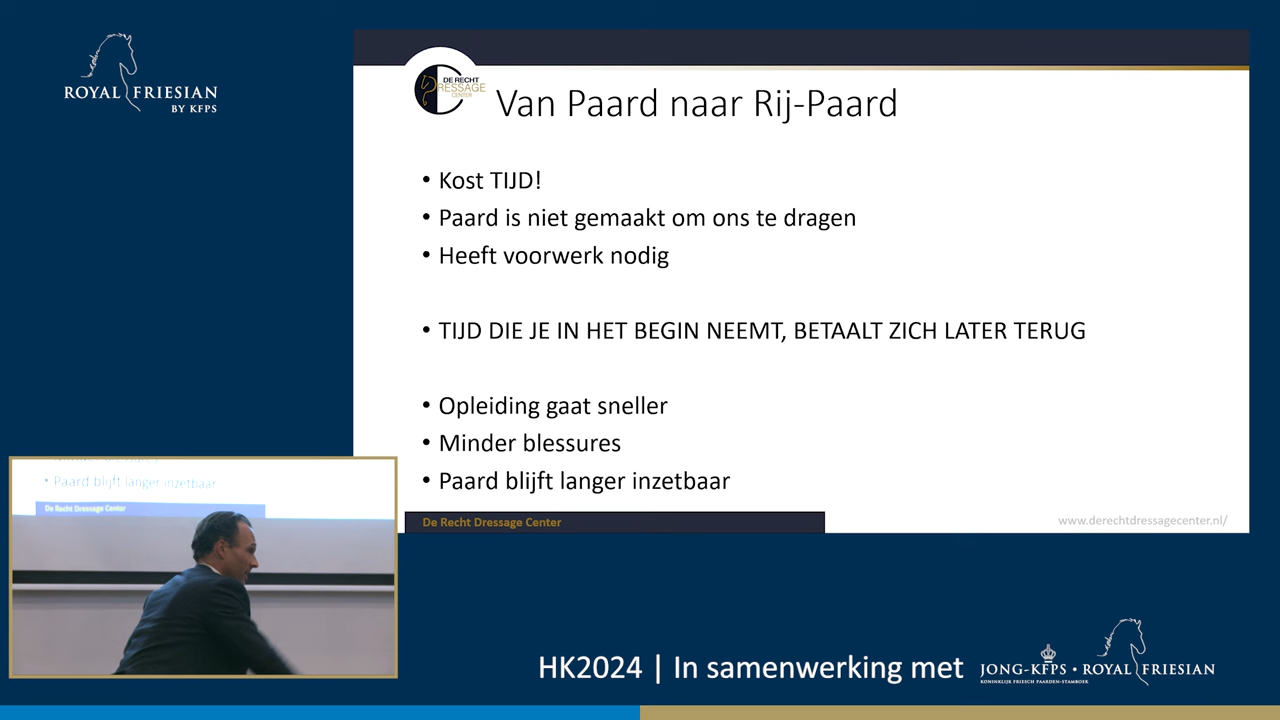 ROYAL FRIESIAN
BY KFPS
DE RECHT
DRESSAGE
CENTER
Van Paard naar Rij-Paard
• Kost TIJD!
• Paard is niet gemaakt om ons te dragen
• Heeft voorwerk nodig
• TIJD DIE JE IN HET BEGIN NEEMT, BETAALT ZICH LATER TERUG
• Opleiding gaat sneller
• Minder blessures
• Paard blijft langer inzetbaar
De Recht Dressage Center
www.derechtdressagecenter.nl/
• Paard blijft langer inzetbaar
De Recht Dressage Center
HK2024 | In samenwerking met
JONG-KFPS • ROYAL FRIESIAN
KONINKLIJK FRIESCH PAARDEN-STAMBOEK